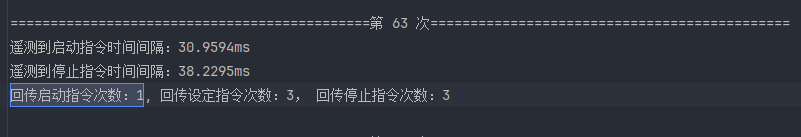 =============================================第 63 次=============================================
遥测到启动指令时间间隔：30.9594ms
遥测到停止指令时间间隔：38.2295ms
回传启动指令次数：1, 回传设定指令次数：3， 回传停止指令次数：3